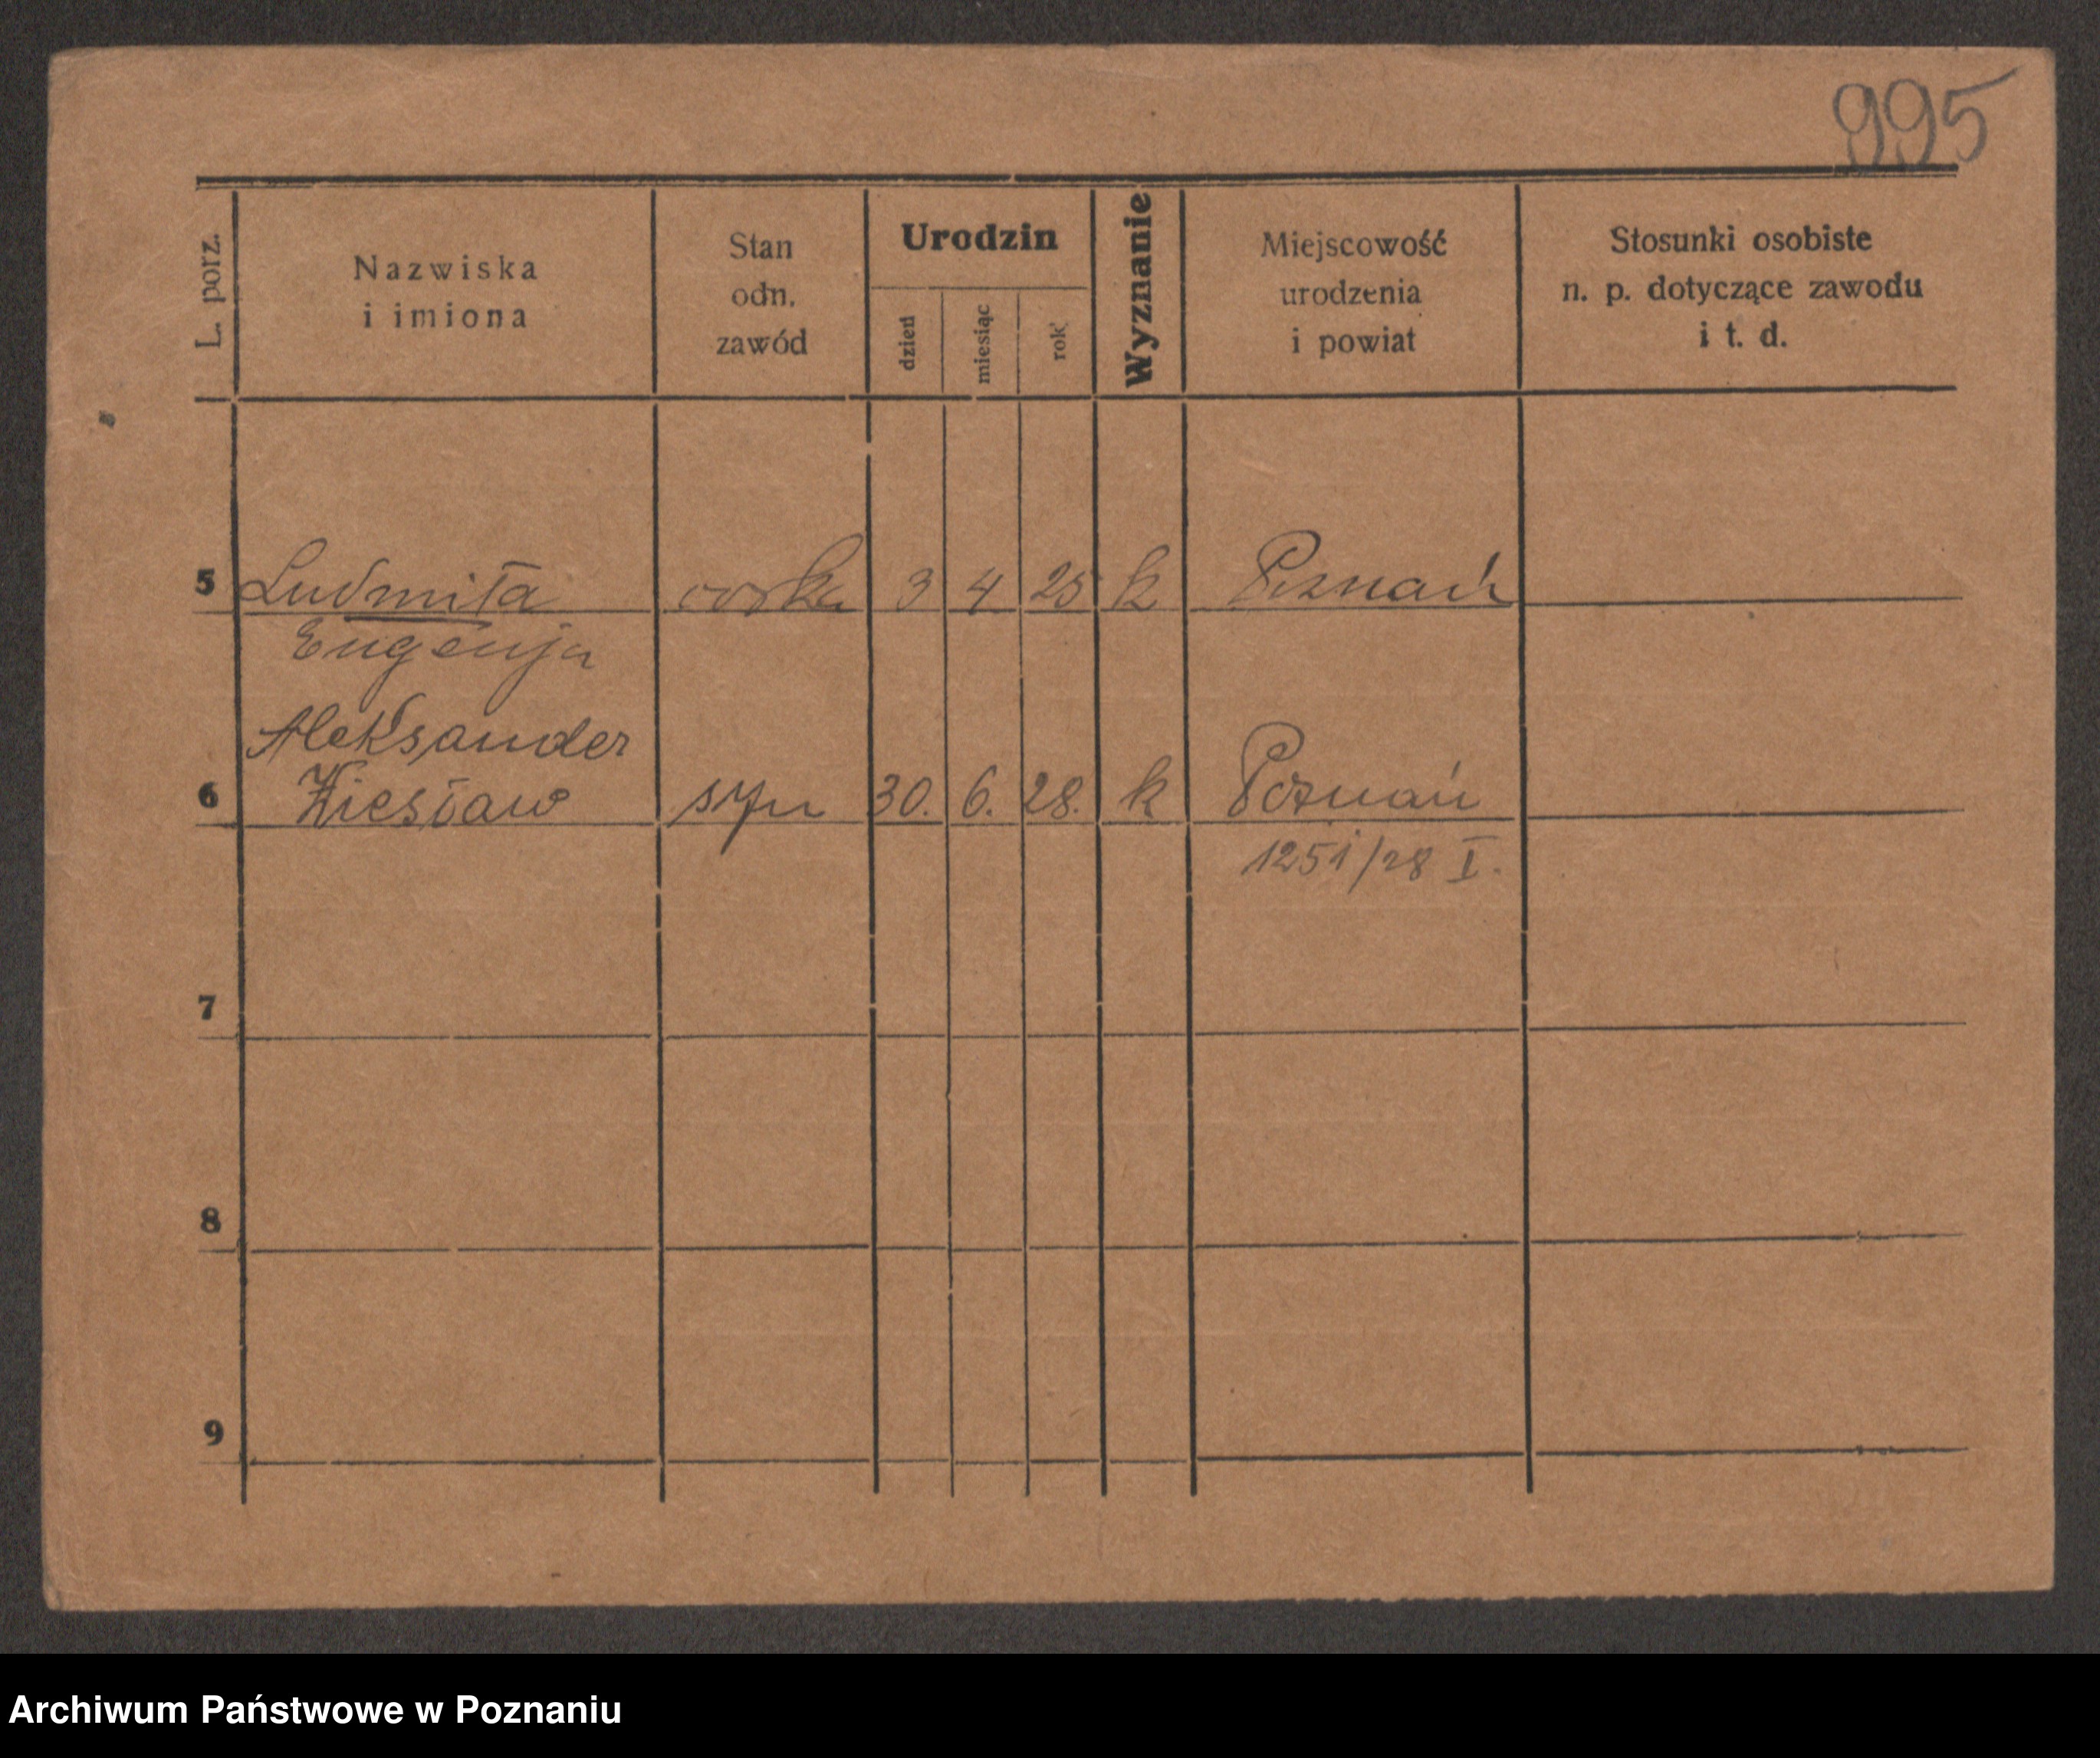 995
L. porz.
Nazwiska
i imiona
Stan
odn.
zawód
Urodzin
dzień
miesiąc
rok
Wyznanie
Miejscowość
urodzenia
i powiat
Stosunki osobiste
n. p. dotyczące zawodu
i t. d.
5 Ludmiła córka 3 4 25 k Poznań
Eugenja
Aleksander
6 Wiesław syn 30. 6. 28. k Poznań
1251/28 I.
7
8
9
Archiwum Państwowe w Poznaniu